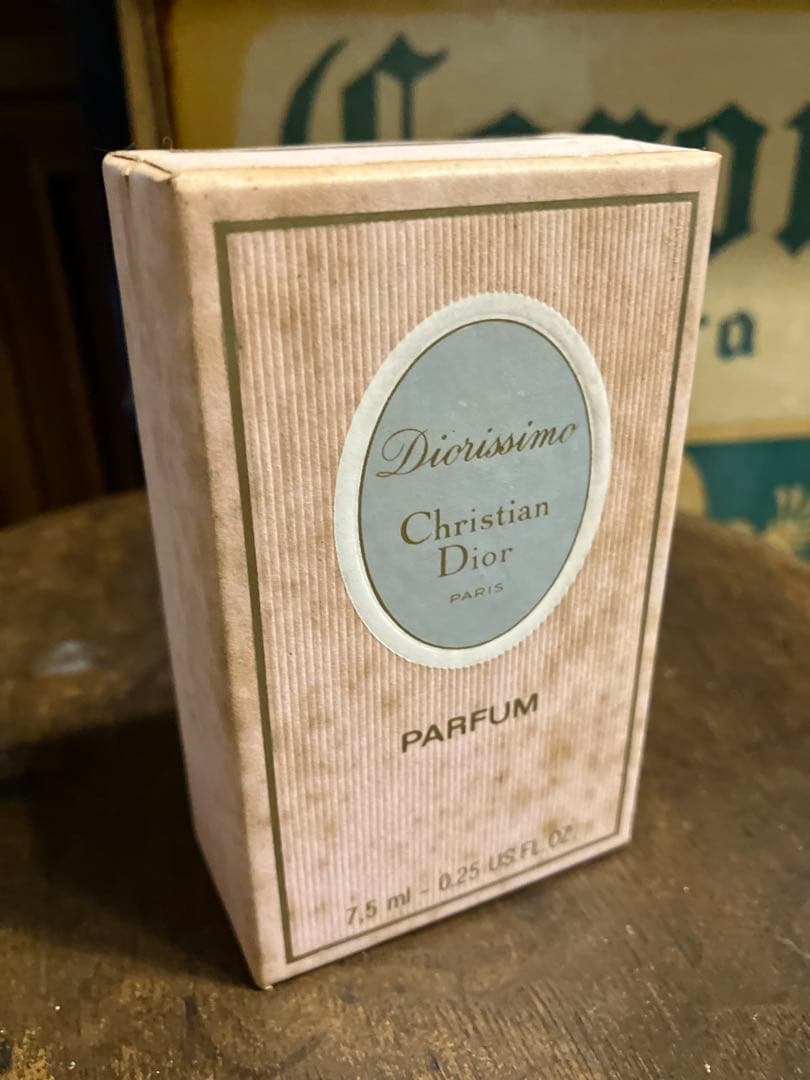 Diorissimo
Christian
Dior
PARIS
PARFUM
7,5 ml - 0.25 US FL. OZ.